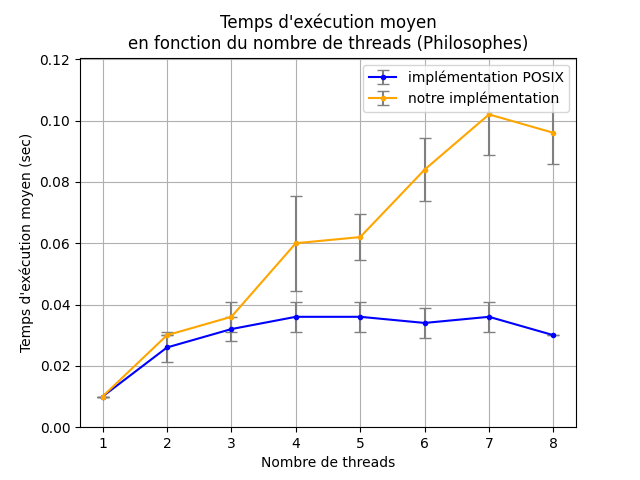 Temps d'exécution moyen
en fonction du nombre de threads (Philosophes)
implémentation POSIX
notre implémentation
Temps d'exécution moyen (sec)
0.12
0.10
0.08
0.06
0.04
0.02
0.00
1 2 3 4 5 6 7 8
Nombre de threads